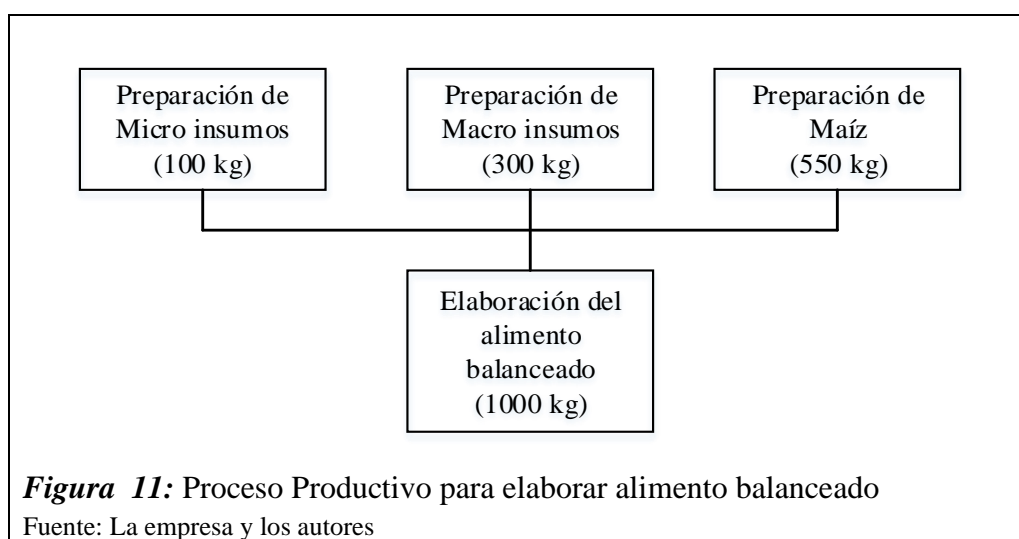 Preparación de
Micro insumos
(100 kg)
Preparación de
Macro insumos
(300 kg)
Preparación de
Maíz
(550 kg)
Elaboración del
alimento
balanceado
(1000 kg)
Figura 11: Proceso Productivo para elaborar alimento balanceado
Fuente: La empresa y los autores